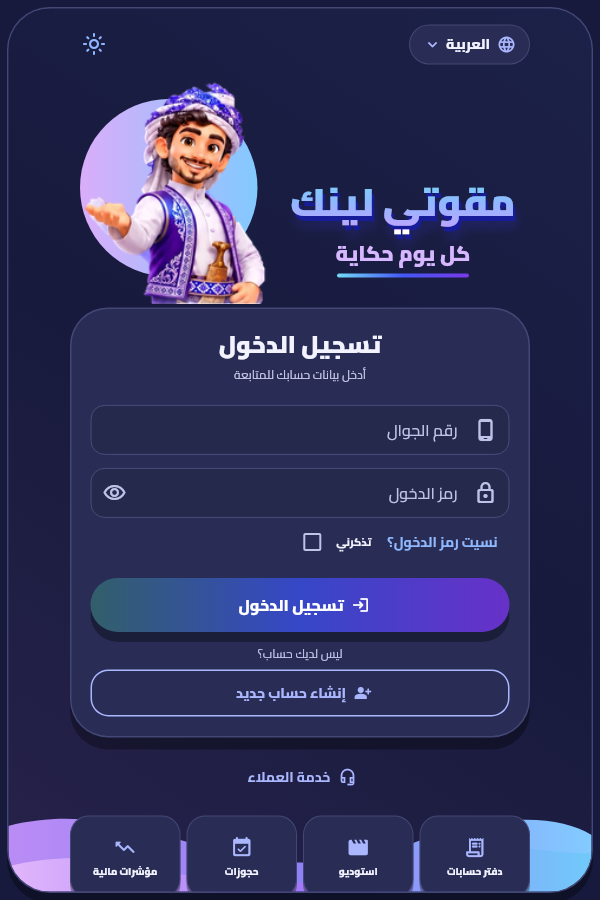 العربية
مقوتي لينك
كل يوم حكاية
تسجيل الدخول
أدخل بيانات حسابك للمتابعة
رقم الجوال
رمز الدخول
نسيت رمز الدخول؟ تذكرني
تسجيل الدخول
ليس لديك حساب؟
إنشاء حساب جديد
خدمة العملاء
دفتر حسابات
استوديو
حجوزات
مؤشرات مالية